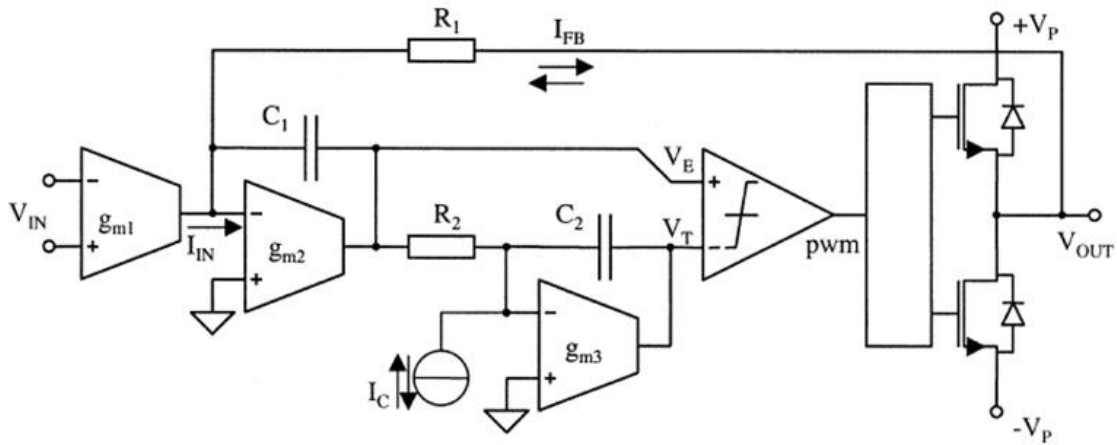 R1
IFB
+VP
C1
VE
+
−
VIN
gm1
+
IIN
−
gm2
+
R2
C2
VT
−
pwm
VOUT
−
gm3
+
IC
-VP